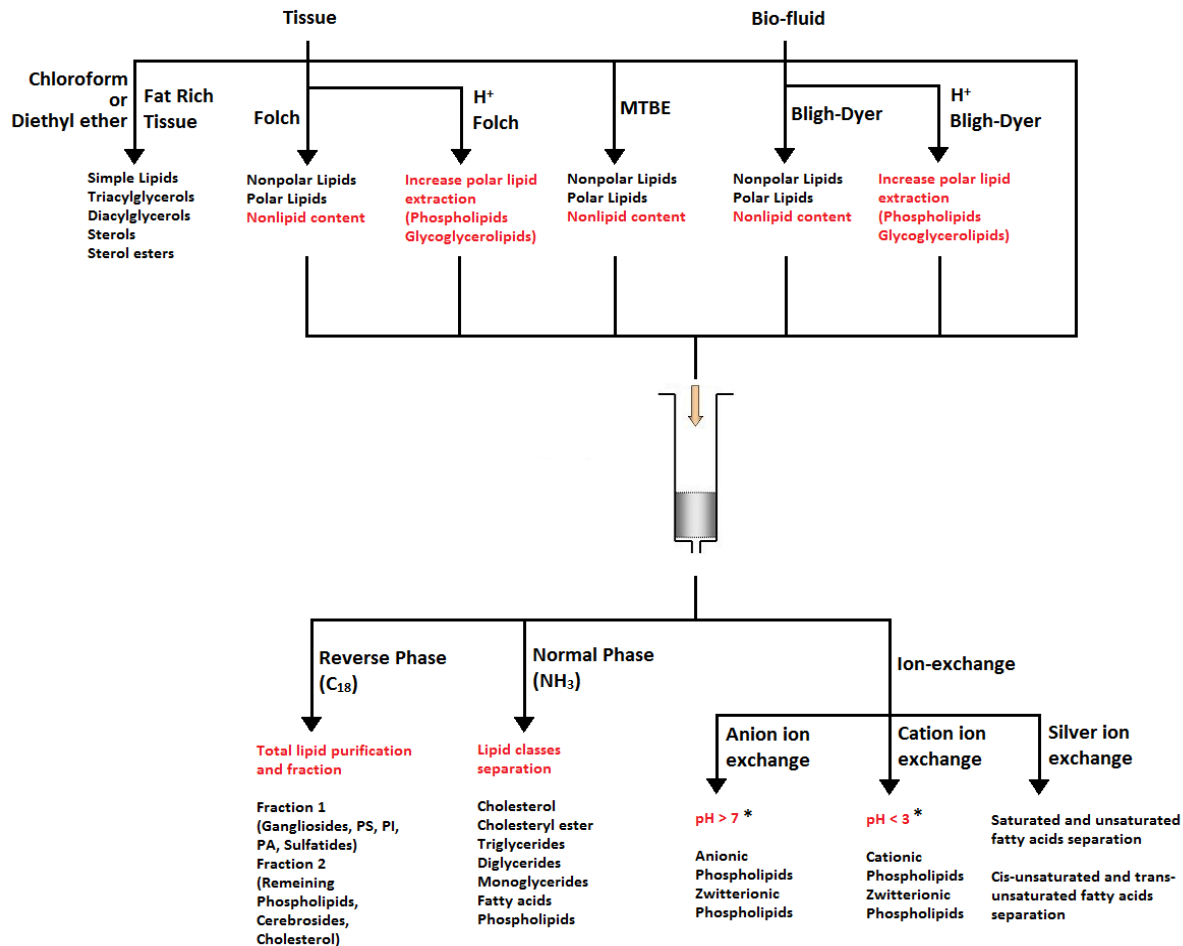 Tissue
Bio-fluid
Chloroform
or
Diethyl ether
Fat Rich
Tissue
Folch
H⁺
Folch
MTBE
Bligh-Dyer
H⁺
Bligh-Dyer
Simple Lipids
Triacylglycerols
Diacylglycerols
Sterols
Sterol esters
Nonpolar Lipids
Polar Lipids
Nonlipid content
Increase polar lipid
extraction
(Phospholipids
Glycoglycerolipids)
Nonpolar Lipids
Polar Lipids
Nonlipid content
Nonpolar Lipids
Polar Lipids
Nonlipid content
Increase polar lipid
extraction
(Phospholipids
Glycoglycerolipids)
Reverse Phase
(C₁₈)
Normal Phase
(NH₃)
Ion-exchange
Anion ion
exchange
Cation ion
exchange
Silver ion
exchange
Total lipid purification
and fraction
Fraction 1
(Gangliosides, PS, PI,
PA, Sulfatides)
Fraction 2
(Remeining
Phospholipids,
Cerebrosides,
Cholesterol)
Lipid classes
separation
Cholesterol
Cholesteryl ester
Triglycerides
Diglycerides
Monoglycerides
Fatty acids
Phospholipids
pH > 7 *
Anionic
Phospholipids
Zwitterionic
Phospholipids
pH < 3 *
Cationic
Phospholipids
Zwitterionic
Phospholipids
Saturated and unsaturated
fatty acids separation
Cis-unsaturated and trans-
unsaturated fatty acids
separation